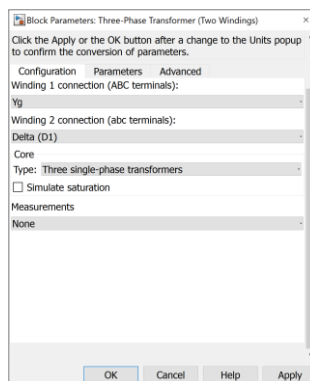 Block Parameters: Three-Phase Transformer (Two Windings)
Click the Apply or the OK button after a change to the Units popup
to confirm the conversion of parameters.
Configuration Parameters Advanced
Winding 1 connection (ABC terminals):
Yg
Winding 2 connection (abc terminals):
Delta (D1)
Core
Type: Three single-phase transformers
Simulate saturation
Measurements
None
OK Cancel Help Apply